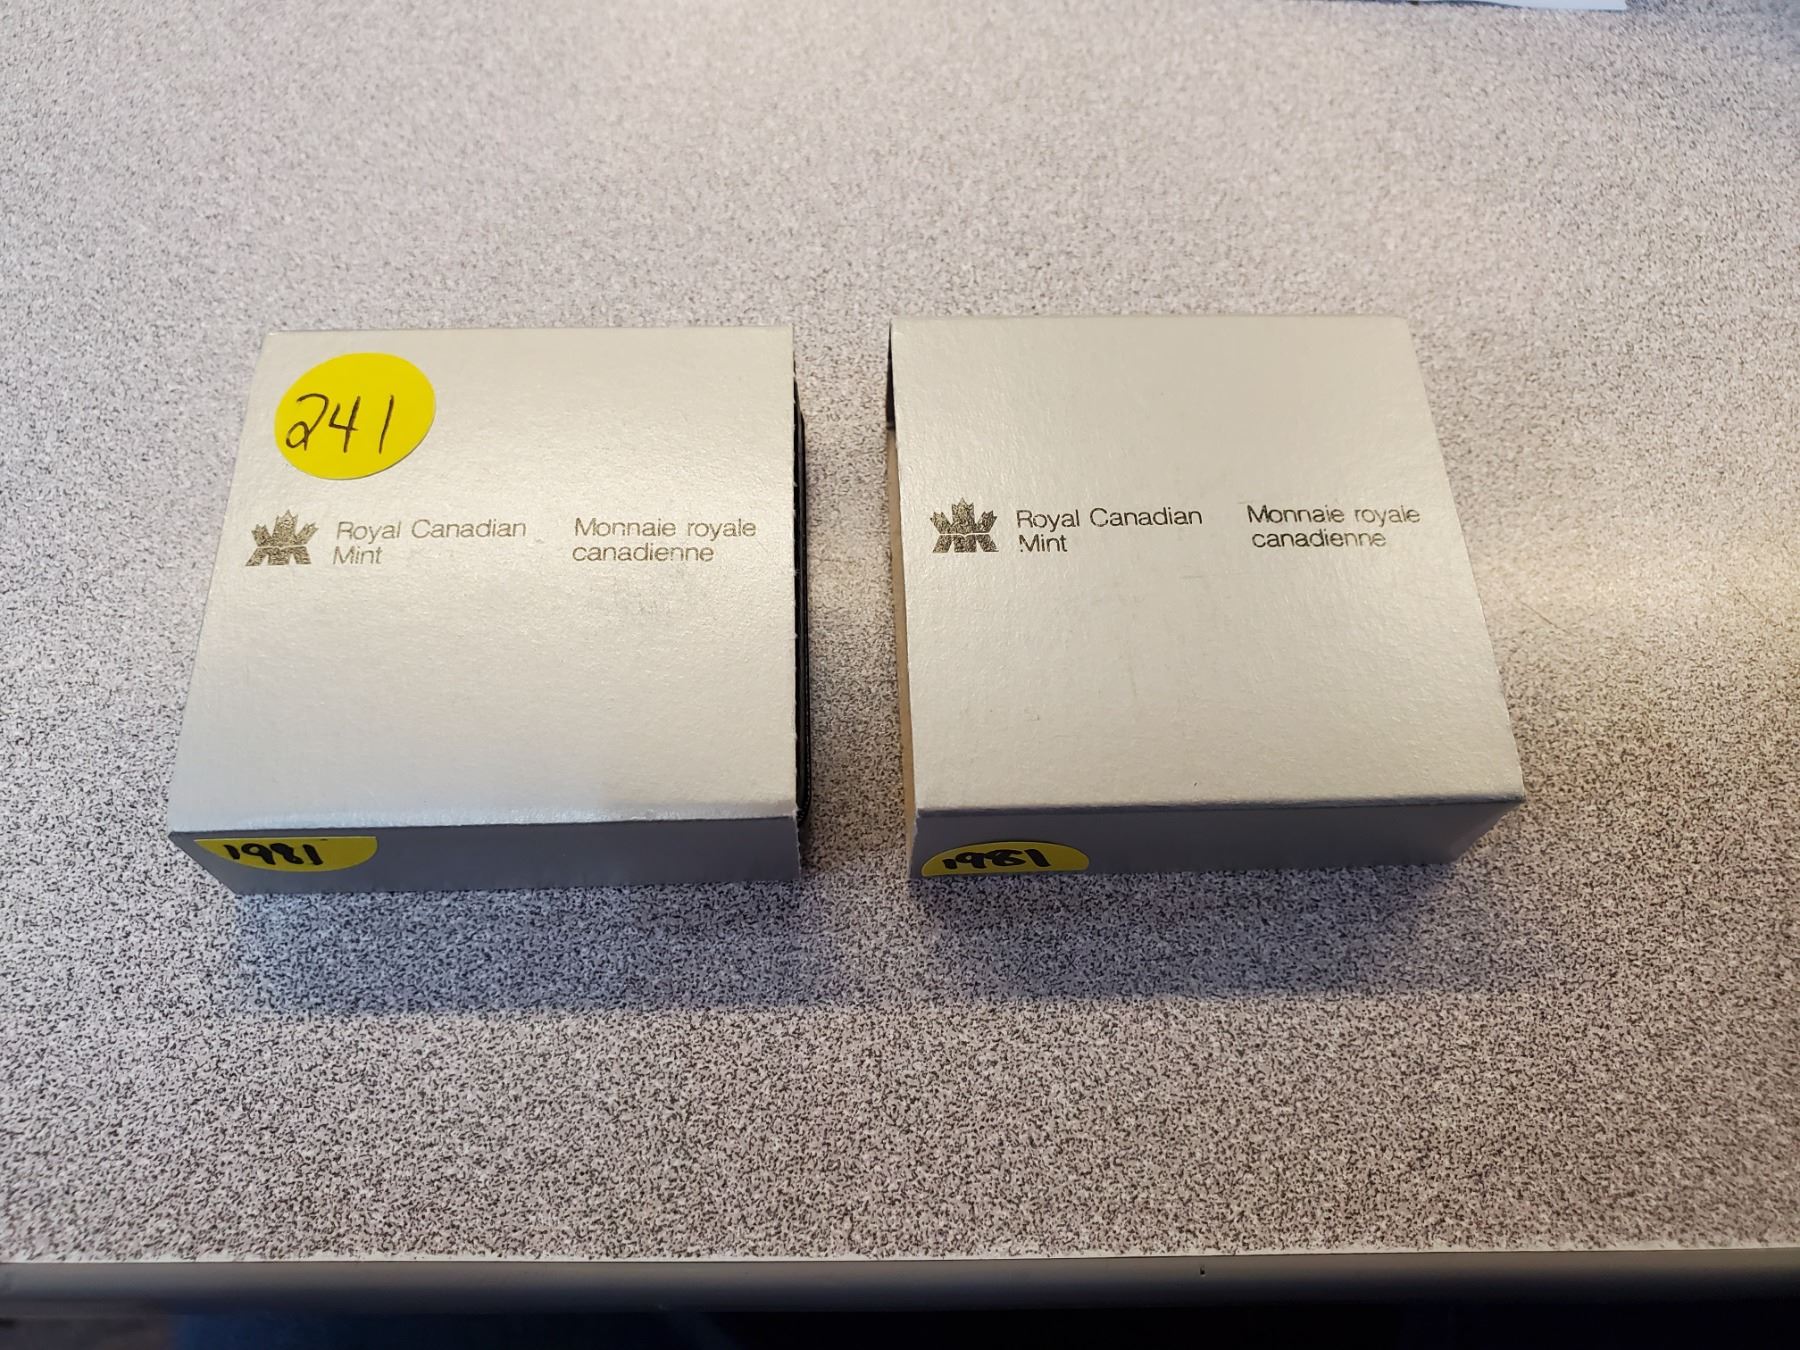 241
Royal Canadian
Mint
Monnaie royale
canadienne
1981
Royal Canadian
Mint
Monnaie royale
canadienne
1981